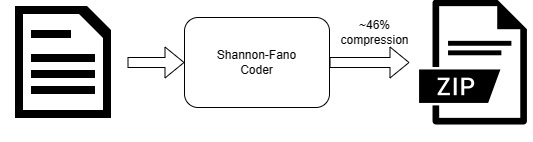 ~46%
compression
Shannon-Fano
Coder
ZIP